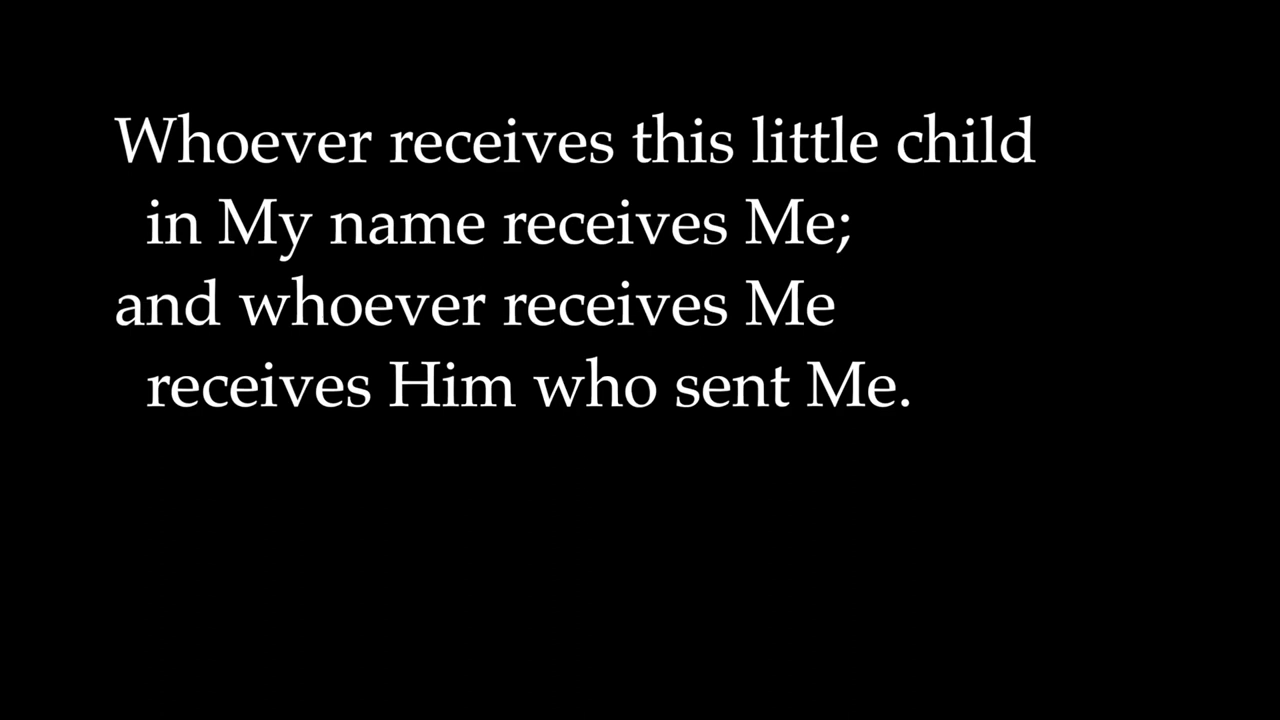 Whoever receives this little child
in My name receives Me;
and whoever receives Me
receives Him who sent Me.